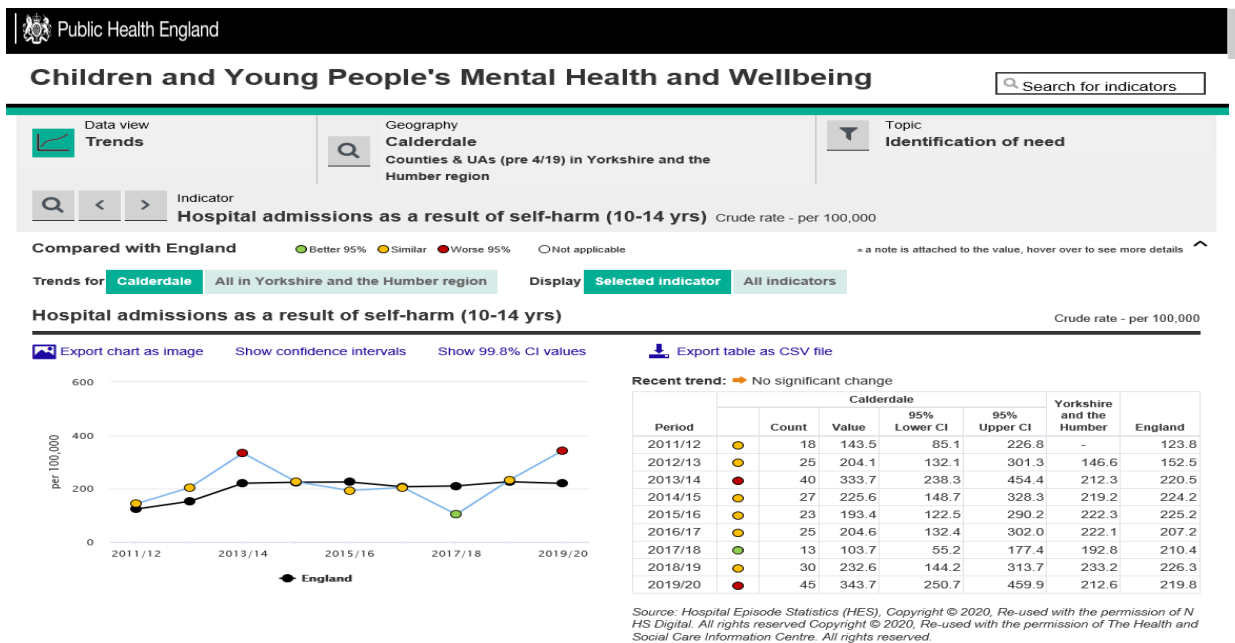 Public Health England
Children and Young People's Mental Health and Wellbeing
Search for indicators
Data view
Trends
Geography
Calderdale
Counties & UAs (pre 4/19) in Yorkshire and the
Humber region
Topic
Identification of need
< > Indicator
Hospital admissions as a result of self-harm (10-14 yrs) Crude rate - per 100,000
Compared with England Better 95% Similar Worse 95% Not applicable * a note is attached to the value, hover over to see more details
Trends for Calderdale All in Yorkshire and the Humber region Display Selected indicator All indicators
Hospital admissions as a result of self-harm (10-14 yrs) Crude rate - per 100,000
Export chart as image Show confidence intervals Show 99.8% CI values
600
400
200
0
per 100,000
2011/12 2013/14 2015/16 2017/18 2019/20
England
Export table as CSV file
Recent trend: No significant change
Calderdale
Period Count Value 95% Lower CI 95% Upper CI Yorkshire and the Humber England
2011/12 18 143.5 85.1 226.8 - 123.8
2012/13 25 204.1 132.1 301.3 146.6 152.5
2013/14 40 333.7 238.3 454.4 212.3 220.5
2014/15 27 225.6 148.7 328.3 219.2 224.2
2015/16 23 193.4 122.5 290.2 222.3 225.2
2016/17 25 204.6 132.4 302.0 222.1 207.2
2017/18 13 103.7 55.2 177.4 192.8 210.4
2018/19 30 232.6 144.2 313.7 233.2 226.3
2019/20 45 343.7 250.7 459.9 212.6 219.8
Source: Hospital Episode Statistics (HES), Copyright © 2020, Re-used with the permission of N
HS Digital. All rights reserved Copyright © 2020, Re-used with the permission of The Health and
Social Care Information Centre. All rights reserved.